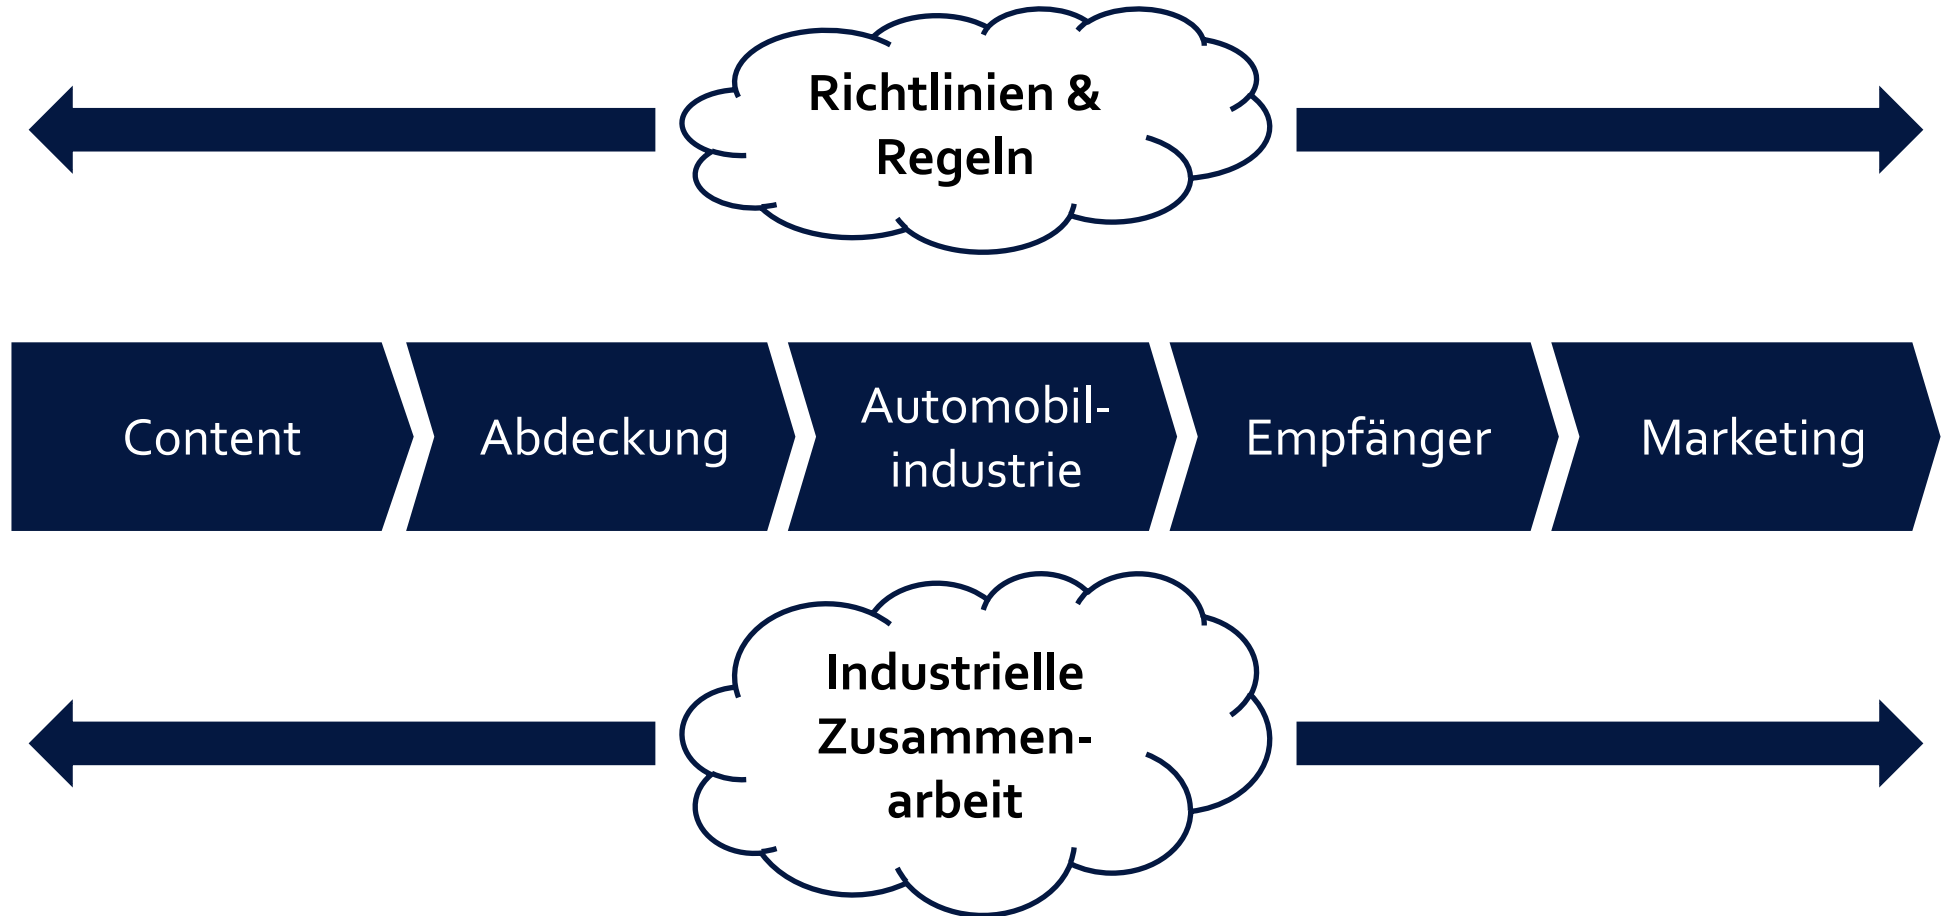 Richtlinien &
Regeln
Content
Abdeckung
Automobil-
industrie
Empfänger
Marketing
Industrielle
Zusammen-
arbeit